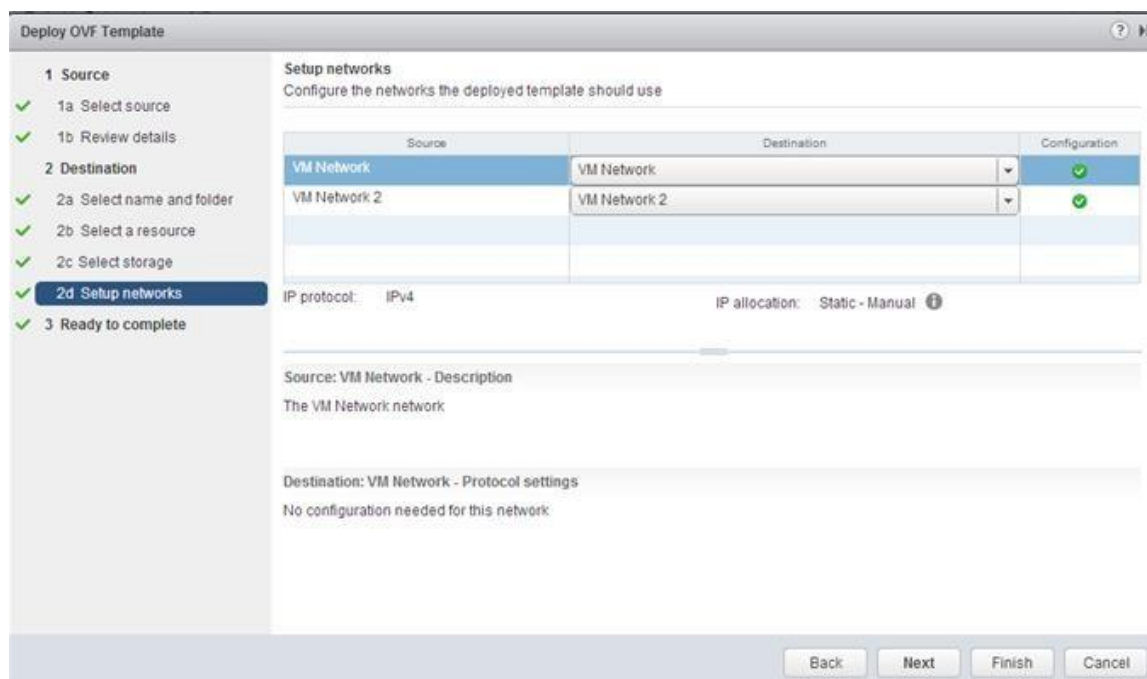 Deploy OVF Template
?
1 Source
1a Select source
1b Review details
2 Destination
2a Select name and folder
2b Select a resource
2c Select storage
2d Setup networks
3 Ready to complete
Setup networks
Configure the networks the deployed template should use
Source Destination Configuration
VM Network VM Network
VM Network 2 VM Network 2
IP protocol: IPv4 IP allocation: Static - Manual
Source: VM Network - Description
The VM Network network
Destination: VM Network - Protocol settings
No configuration needed for this network
Back Next Finish Cancel